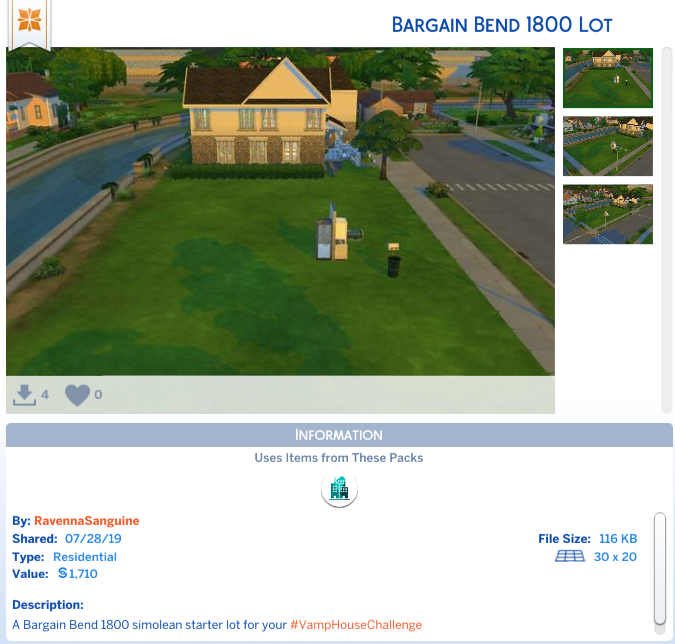 Bargain Bend 1800 Lot
4
0
Information
Uses Items from These Packs
By: RavennaSanguine
Shared: 07/28/19
File Size: 116 KB
Type: Residential
30 x 20
Value: §1,710
Description:
A Bargain Bend 1800 simolean starter lot for your #VampHouseChallenge